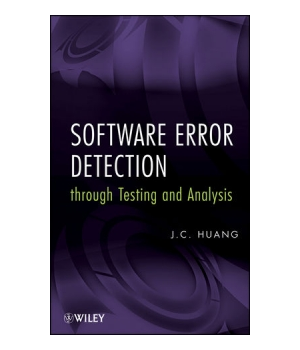 SOFTWARE ERROR
DETECTION
through Testing and Analysis
J.C. HUANG
WILEY